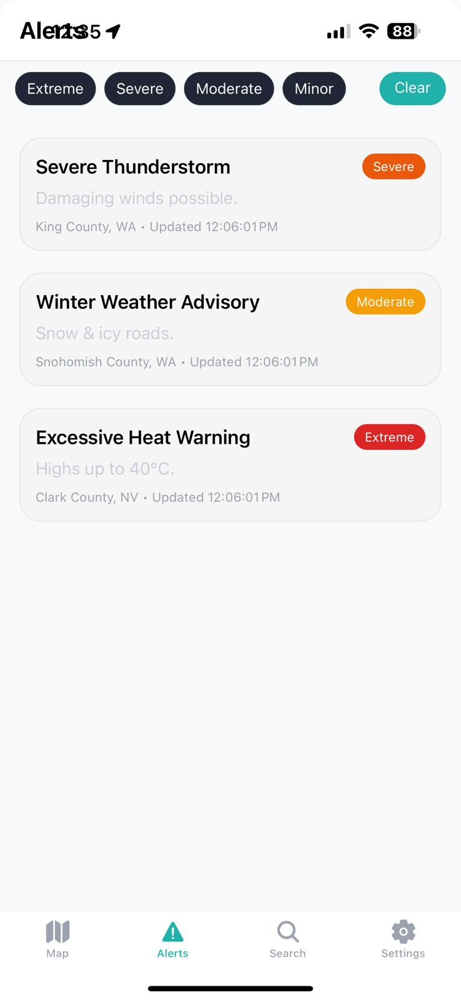 Alerts
12:35
88
Extreme Severe Moderate Minor Clear
Severe Thunderstorm Severe
Damaging winds possible.
King County, WA • Updated 12:06:01 PM
Winter Weather Advisory Moderate
Snow & icy roads.
Snohomish County, WA • Updated 12:06:01 PM
Excessive Heat Warning Extreme
Highs up to 40°C.
Clark County, NV • Updated 12:06:01 PM
Map Alerts Search Settings